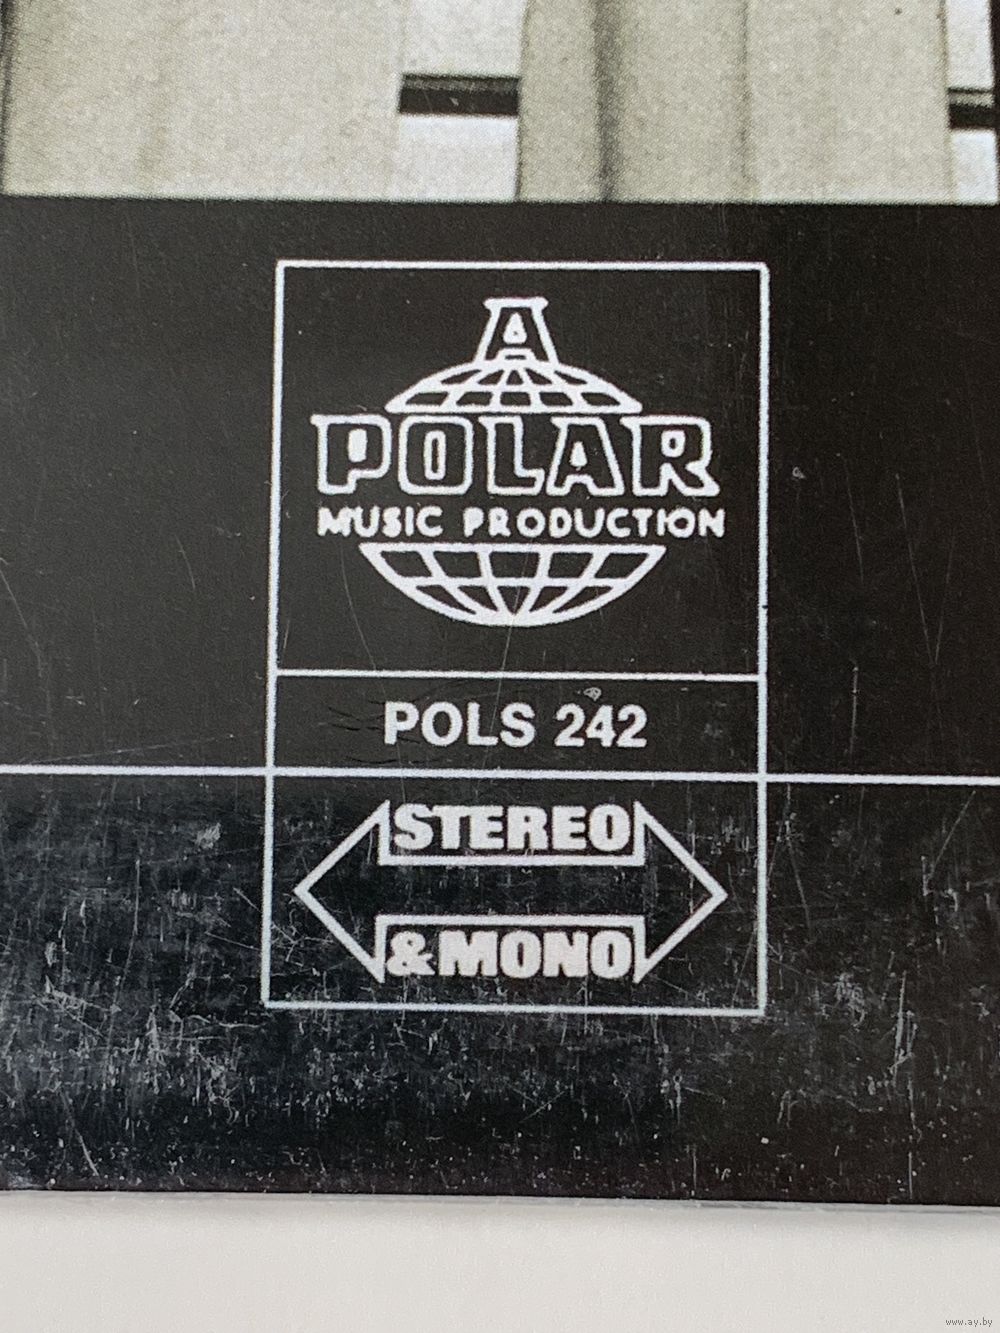 POLAR
MUSIC PRODUCTION
POLS 242
STEREO
&MONO
www.ay.by